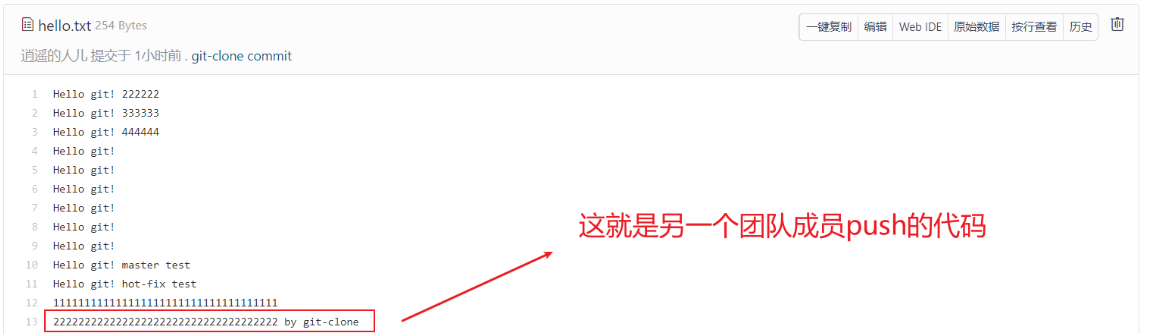 hello.txt 254 Bytes 一键复制 编辑 Web IDE 原始数据 按行查看 历史
逍遥的人儿 提交于 1小时前 . git-clone commit
1 Hello git! 222222
2 Hello git! 333333
3 Hello git! 444444
4 Hello git!
5 Hello git!
6 Hello git!
7 Hello git!
8 Hello git!
9 Hello git!
10 Hello git! master test
11 Hello git! hot-fix test
12 111111111111111111111111111111111111
13 222222222222222222222222222222222222 by git-clone
这就是另一个团队成员push的代码